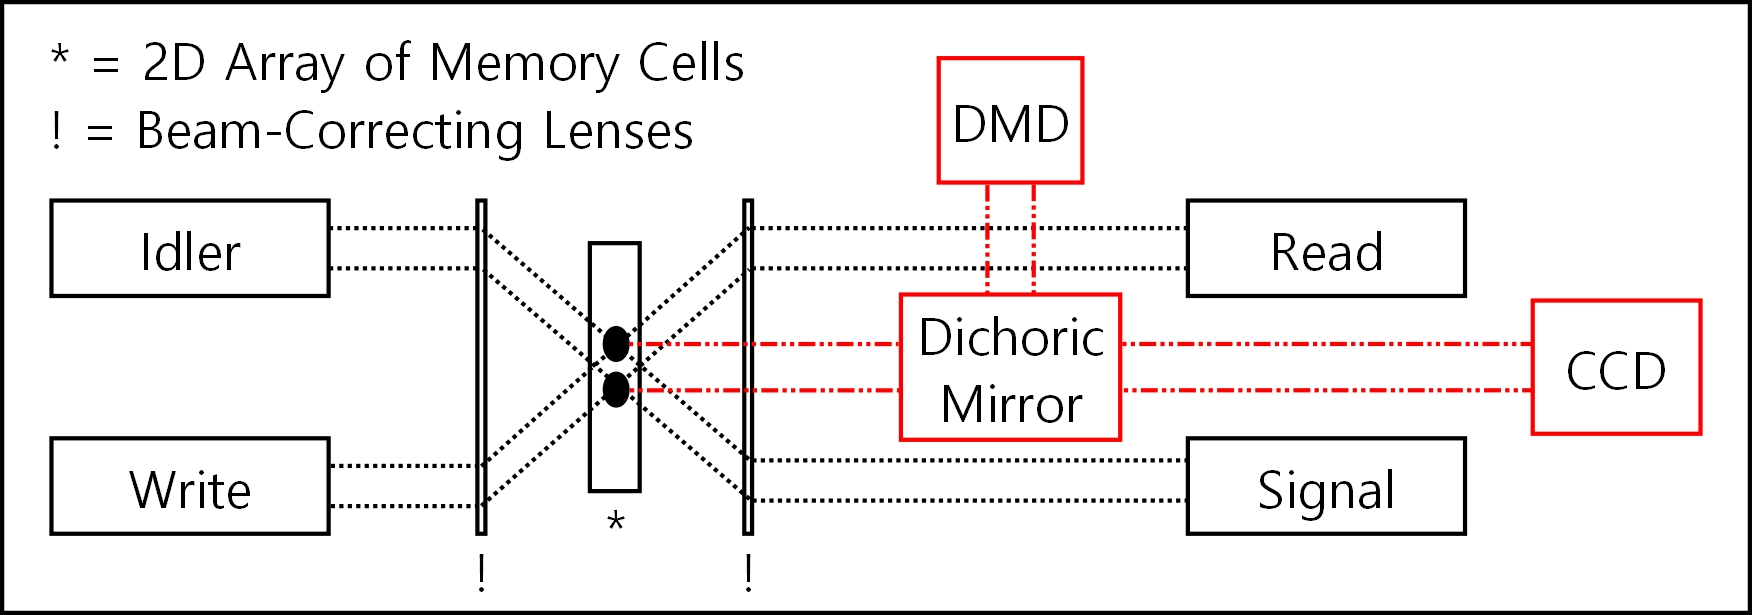 * = 2D Array of Memory Cells
! = Beam-Correcting Lenses
DMD
Idler
Read
Dichoric
Mirror
CCD
Write
Signal
*
!
!